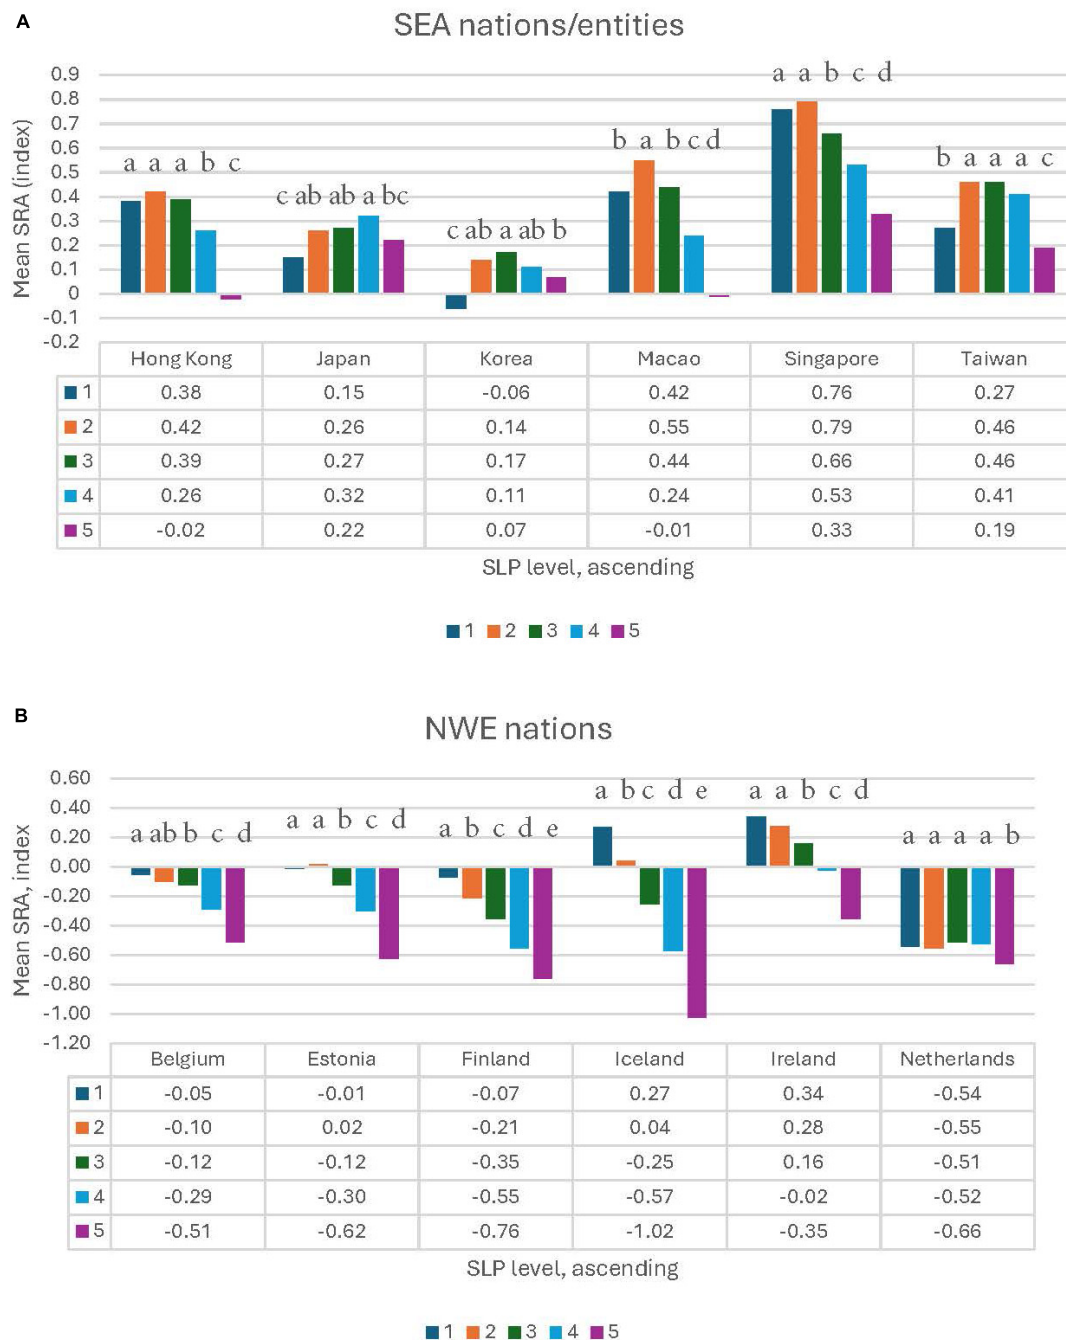 A
SEA nations/entities
Mean SRA (index)
0.9
0.8
0.7
0.6
0.5
0.4
0.3
0.2
0.1
0
-0.1
-0.2
a a a b c
c ab ab a bc
c ab a ab b
b a b c d
a a b c d
b a a a c
Hong Kong Japan Korea Macao Singapore Taiwan
1 0.38 0.15 -0.06 0.42 0.76 0.27
2 0.42 0.26 0.14 0.55 0.79 0.46
3 0.39 0.27 0.17 0.44 0.66 0.46
4 0.26 0.32 0.11 0.24 0.53 0.41
5 -0.02 0.22 0.07 -0.01 0.33 0.19
SLP level, ascending
1 2 3 4 5
B
NWE nations
Mean SRA, index
0.60
0.40
0.20
0.00
-0.20
-0.40
-0.60
-0.80
-1.00
-1.20
a ab b c d
a a b c d
a b c d e
a b c d e
a a b c d
a a a a b
Belgium Estonia Finland Iceland Ireland Netherlands
1 -0.05 -0.01 -0.07 0.27 0.34 -0.54
2 -0.10 0.02 -0.21 0.04 0.28 -0.55
3 -0.12 -0.12 -0.35 -0.25 0.16 -0.51
4 -0.29 -0.30 -0.55 -0.57 -0.02 -0.52
5 -0.51 -0.62 -0.76 -1.02 -0.35 -0.66
SLP level, ascending
1 2 3 4 5